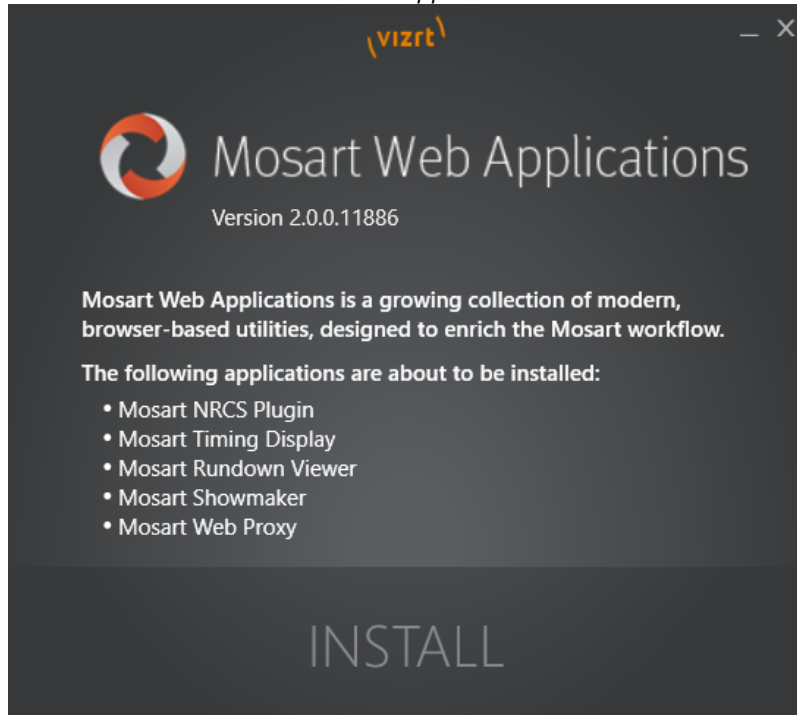 (vizrt)
Mosart Web Applications
Version 2.0.0.11886
Mosart Web Applications is a growing collection of modern,
browser-based utilities, designed to enrich the Mosart workflow.
The following applications are about to be installed:
• Mosart NRCS Plugin
• Mosart Timing Display
• Mosart Rundown Viewer
• Mosart Showmaker
• Mosart Web Proxy
INSTALL